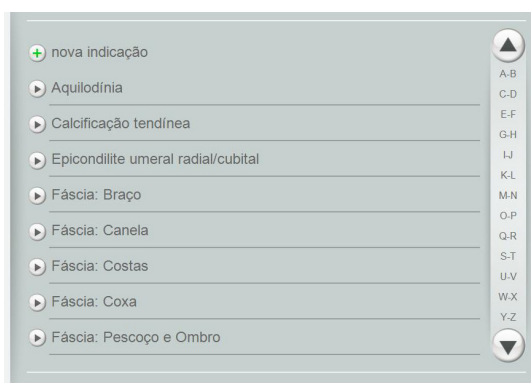 nova indicação
Aquilodínia
Calcificação tendínea
Epicondilite umeral radial/cubital
Fáscia: Braço
Fáscia: Canela
Fáscia: Costas
Fáscia: Coxa
Fáscia: Pescoço e Ombro
A-B
C-D
E-F
G-H
I-J
K-L
M-N
O-P
Q-R
S-T
U-V
W-X
Y-Z